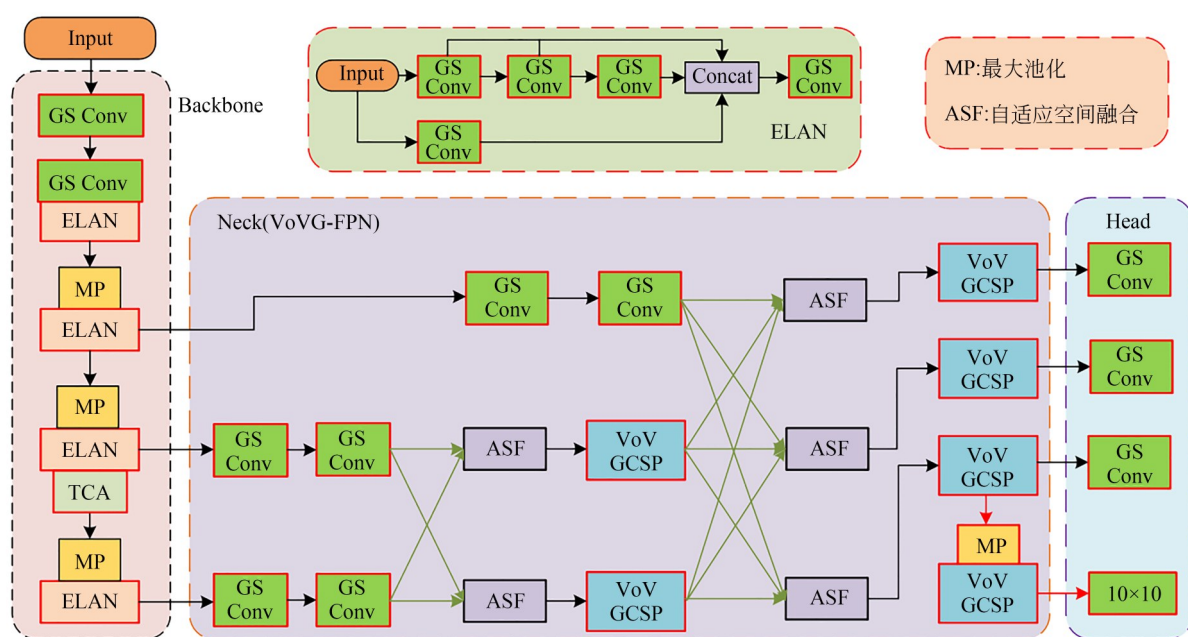 Input
Backbone
GS Conv
GS Conv
ELAN
MP
ELAN
MP
ELAN
TCA
MP
ELAN
Input
GS
Conv
GS
Conv
GS
Conv
Concat
GS
Conv
GS
Conv
ELAN
MP:最大池化
ASF:自适应空间融合
Neck(VoVG-FPN)
GS
Conv
GS
Conv
ASF
VoV
GCSP
GS
Conv
GS
Conv
ASF
VoV
GCSP
ASF
VoV
GCSP
GS
Conv
GS
Conv
ASF
VoV
GCSP
ASF
VoV
GCSP
MP
VoV
GCSP
Head
GS
Conv
GS
Conv
GS
Conv
10×10